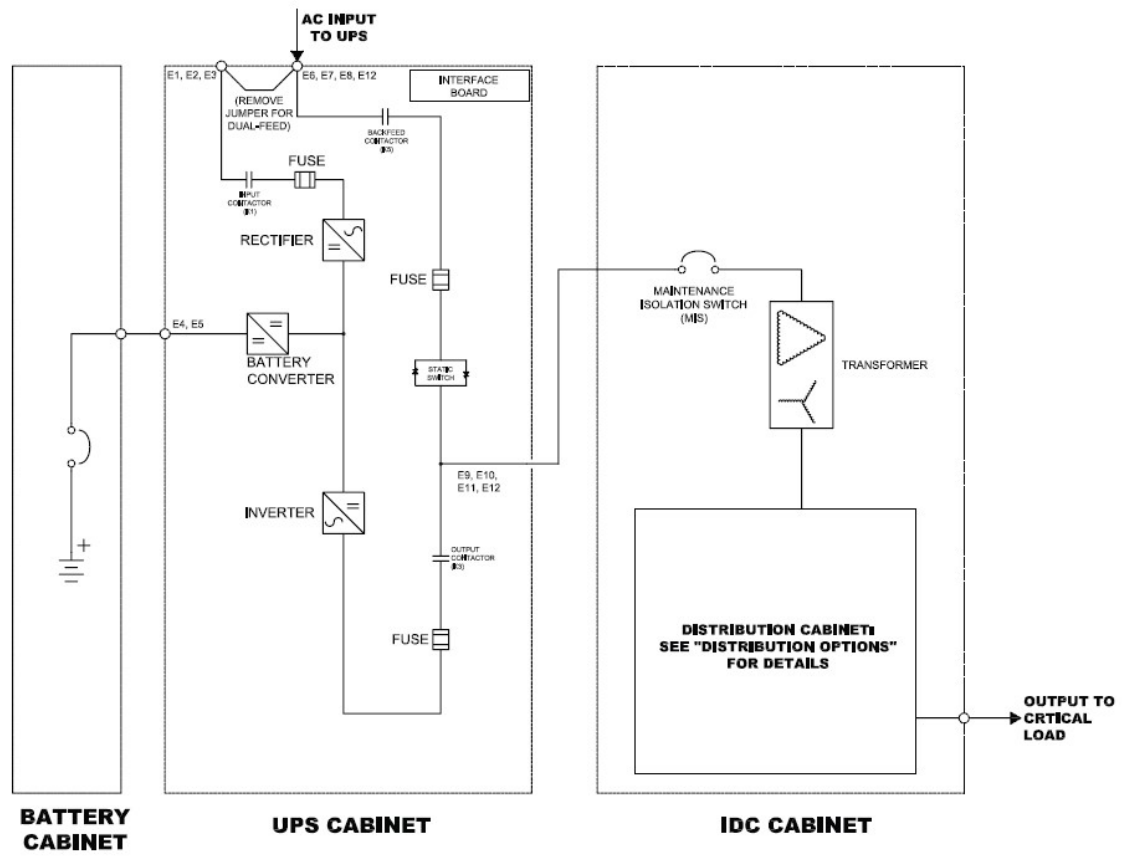 AC INPUT
TO UPS
E1, E2, E3
E6, E7, E8, E12
INTERFACE
BOARD
(REMOVE
JUMPER FOR
DUAL-FEED)
BACKFEED
CONTACTOR
(K5)
FUSE
INPUT
CONTACTOR
(K1)
RECTIFIER
FUSE
MAINTENANCE
ISOLATION SWITCH
(MIS)
E4, E5
BATTERY
CONVERTER
STATIC
SWITCH
TRANSFORMER
E9, E10,
E11, E12
INVERTER
OUTPUT
CONTACTOR
(K3)
FUSE
DISTRIBUTION CABINET:
SEE "DISTRIBUTION OPTIONS"
FOR DETAILS
OUTPUT TO
CRTICAL
LOAD
+
BATTERY
CABINET
UPS CABINET
IDC CABINET